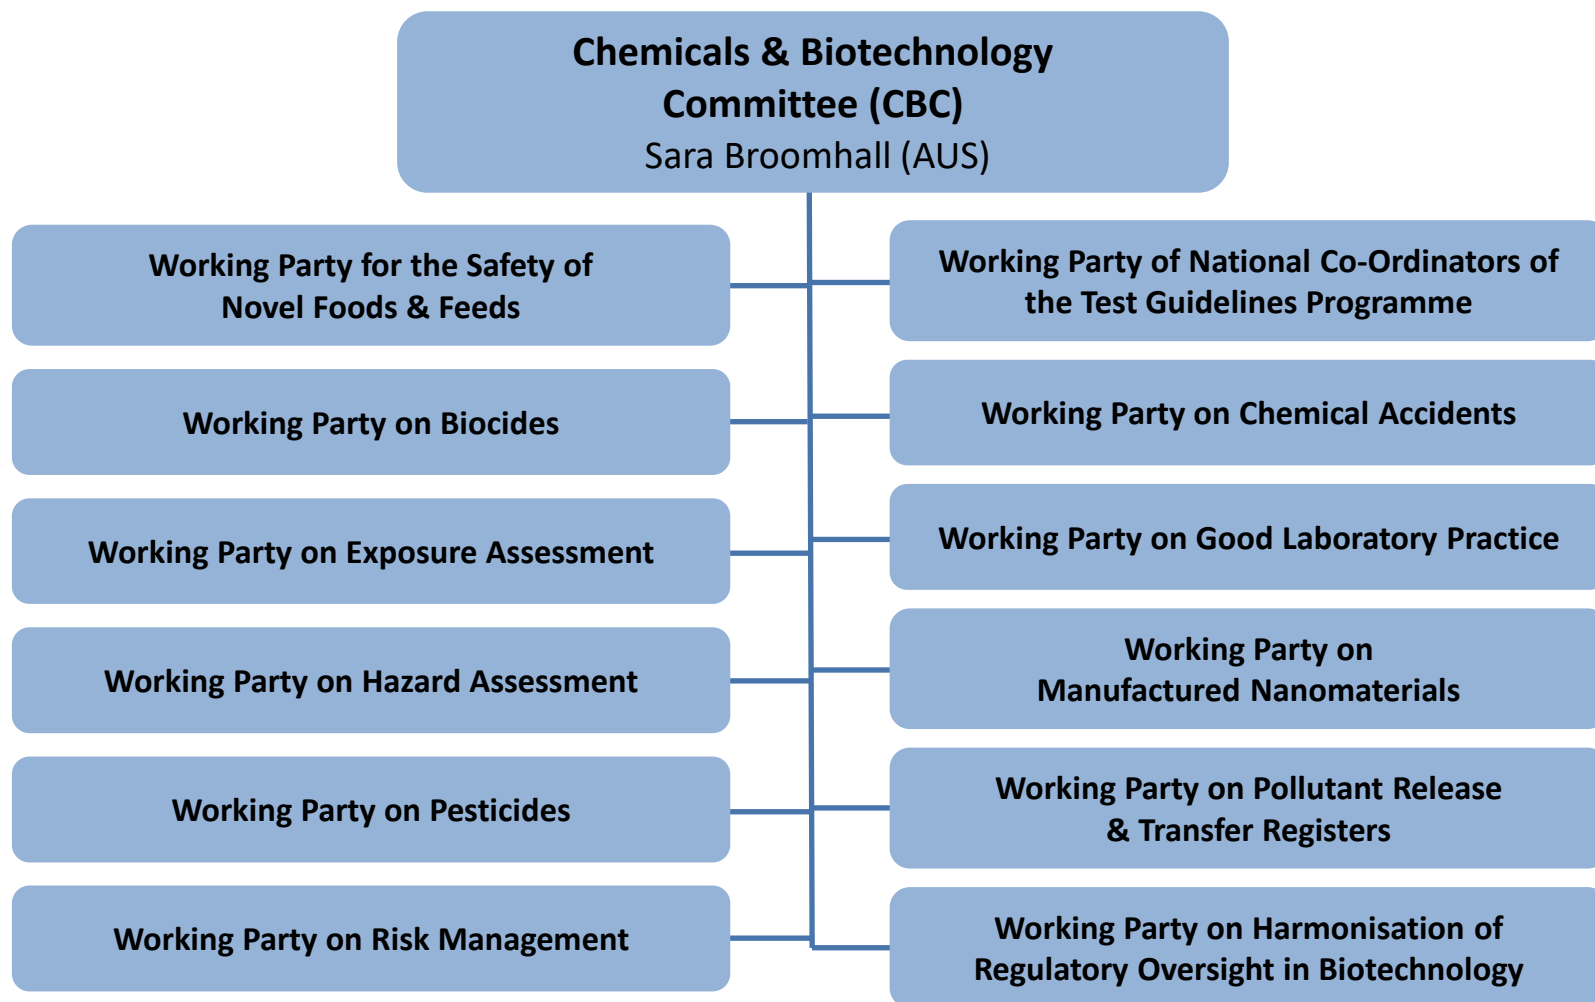 Chemicals & Biotechnology
Committee (CBC)
Sara Broomhall (AUS)
Working Party for the Safety of
Novel Foods & Feeds
Working Party on Biocides
Working Party on Exposure Assessment
Working Party on Hazard Assessment
Working Party on Pesticides
Working Party on Risk Management
Working Party of National Co-Ordinators of
the Test Guidelines Programme
Working Party on Chemical Accidents
Working Party on Good Laboratory Practice
Working Party on
Manufactured Nanomaterials
Working Party on Pollutant Release
& Transfer Registers
Working Party on Harmonisation of
Regulatory Oversight in Biotechnology